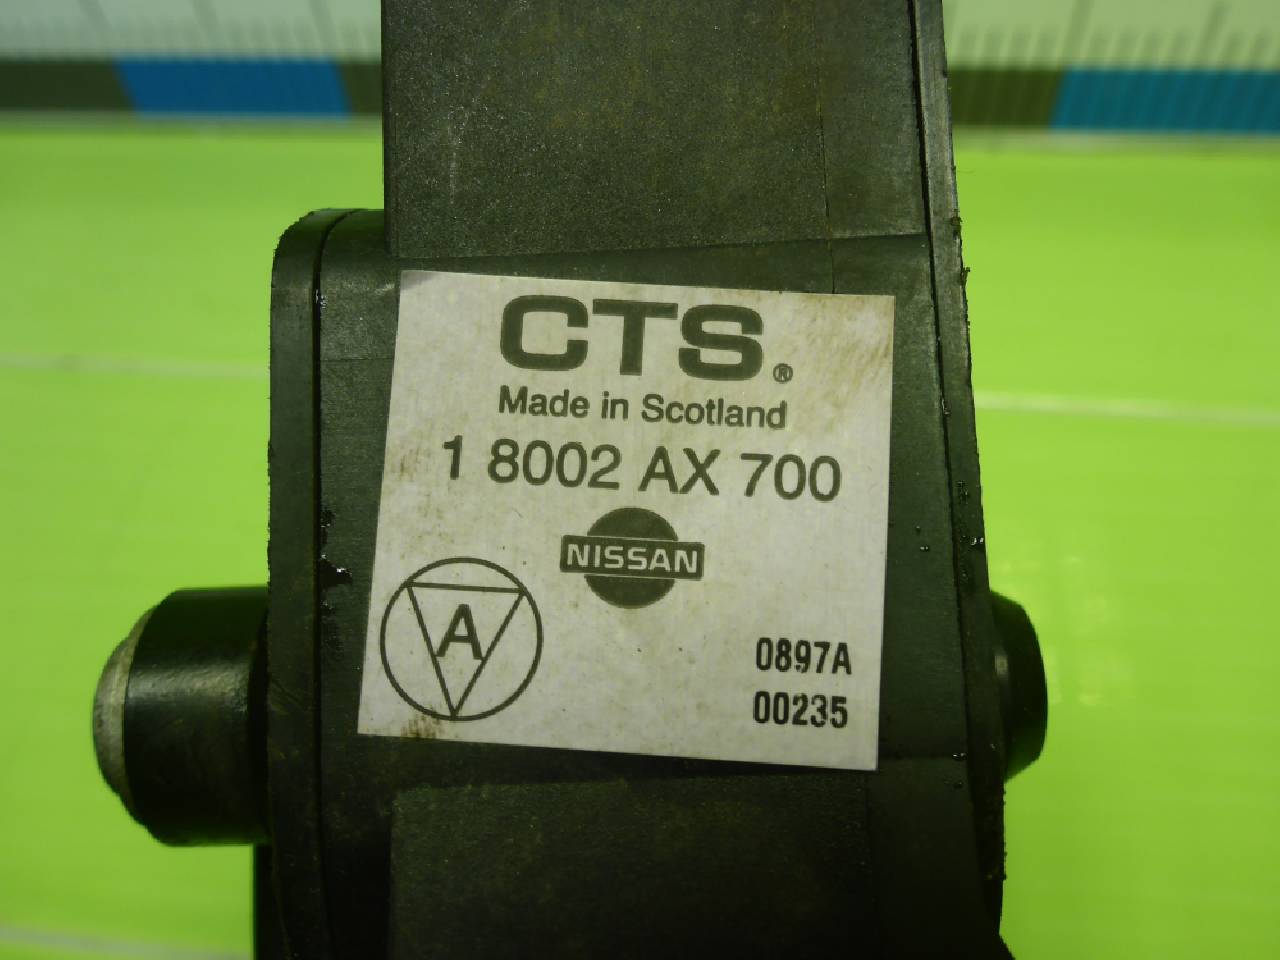 CTS®
Made in Scotland
1 8002 AX 700
NISSAN
A
0897A
00235